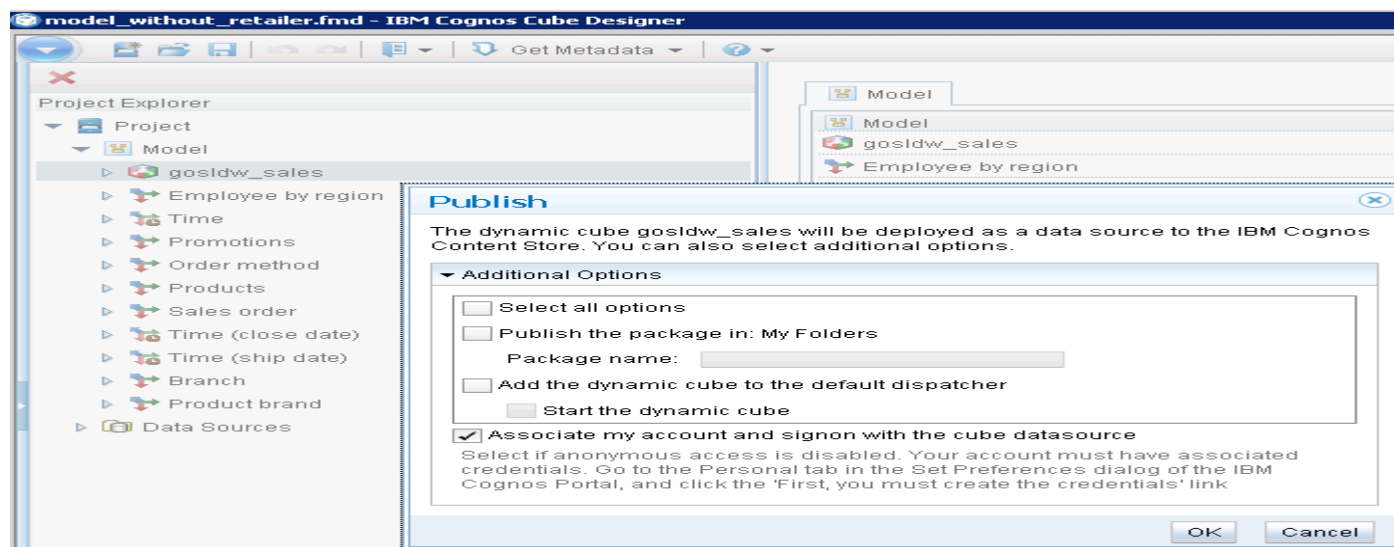 model_without_retailer.fmd - IBM Cognos Cube Designer
Get Metadata
Project Explorer
Project
Model
gosldw_sales
Employee by region
Time
Promotions
Order method
Products
Sales order
Time (close date)
Time (ship date)
Branch
Product brand
Data Sources
Model
Model
gosldw_sales
Employee by region
Publish
The dynamic cube gosldw_sales will be deployed as a data source to the IBM Cognos
Content Store. You can also select additional options.
Additional Options
Select all options
Publish the package in: My Folders
Package name:
Add the dynamic cube to the default dispatcher
Start the dynamic cube
Associate my account and signon with the cube datasource
Select if anonymous access is disabled. Your account must have associated
credentials. Go to the Personal tab in the Set Preferences dialog of the IBM
Cognos Portal, and click the 'First, you must create the credentials' link
OK
Cancel